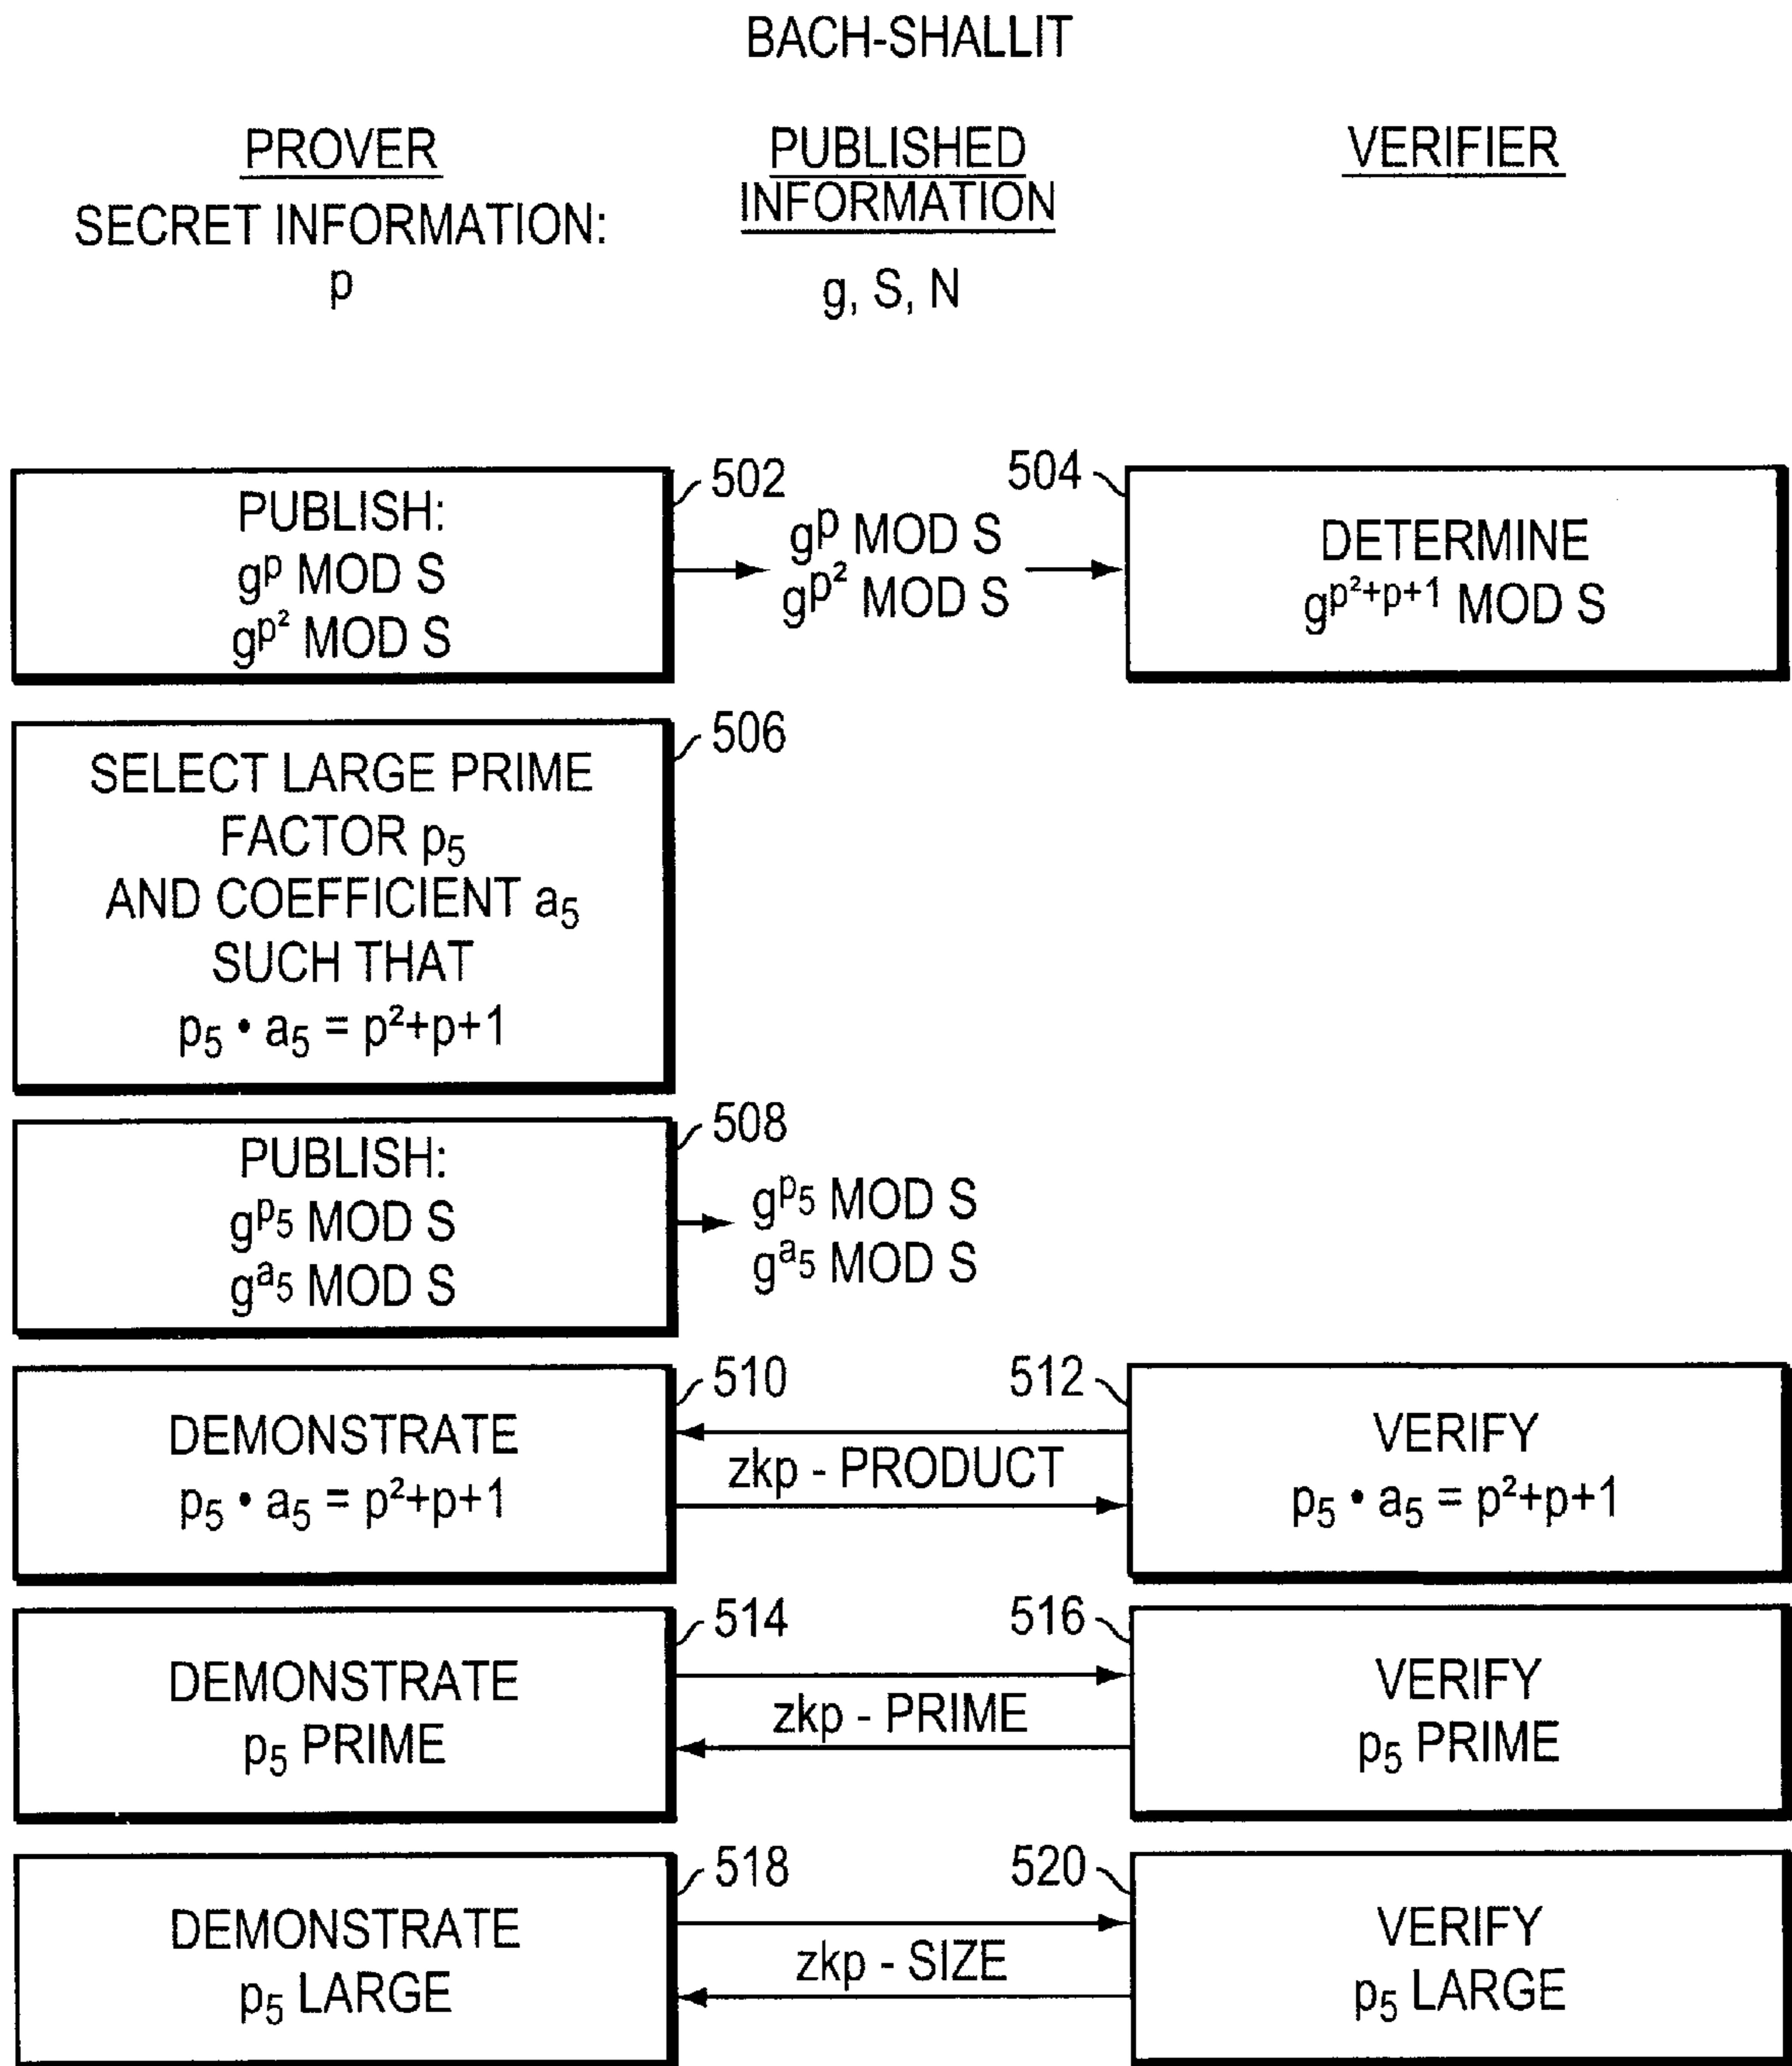 BACH-SHALLIT
PROVER
SECRET INFORMATION:
p
PUBLISHED
INFORMATION
g, S, N
VERIFIER
502
PUBLISH:
g^p MOD S
g^p² MOD S
g^p MOD S
g^p² MOD S
504
DETERMINE
g^p²+p+1 MOD S
506
SELECT LARGE PRIME
FACTOR p₅
AND COEFFICIENT a₅
SUCH THAT
p₅ • a₅ = p²+p+1
508
PUBLISH:
g^p₅ MOD S
g^a₅ MOD S
g^p₅ MOD S
g^a₅ MOD S
510
DEMONSTRATE
p₅ • a₅ = p²+p+1
zkp - PRODUCT
512
VERIFY
p₅ • a₅ = p²+p+1
514
DEMONSTRATE
p₅ PRIME
zkp - PRIME
516
VERIFY
p₅ PRIME
518
DEMONSTRATE
p₅ LARGE
zkp - SIZE
520
VERIFY
p₅ LARGE